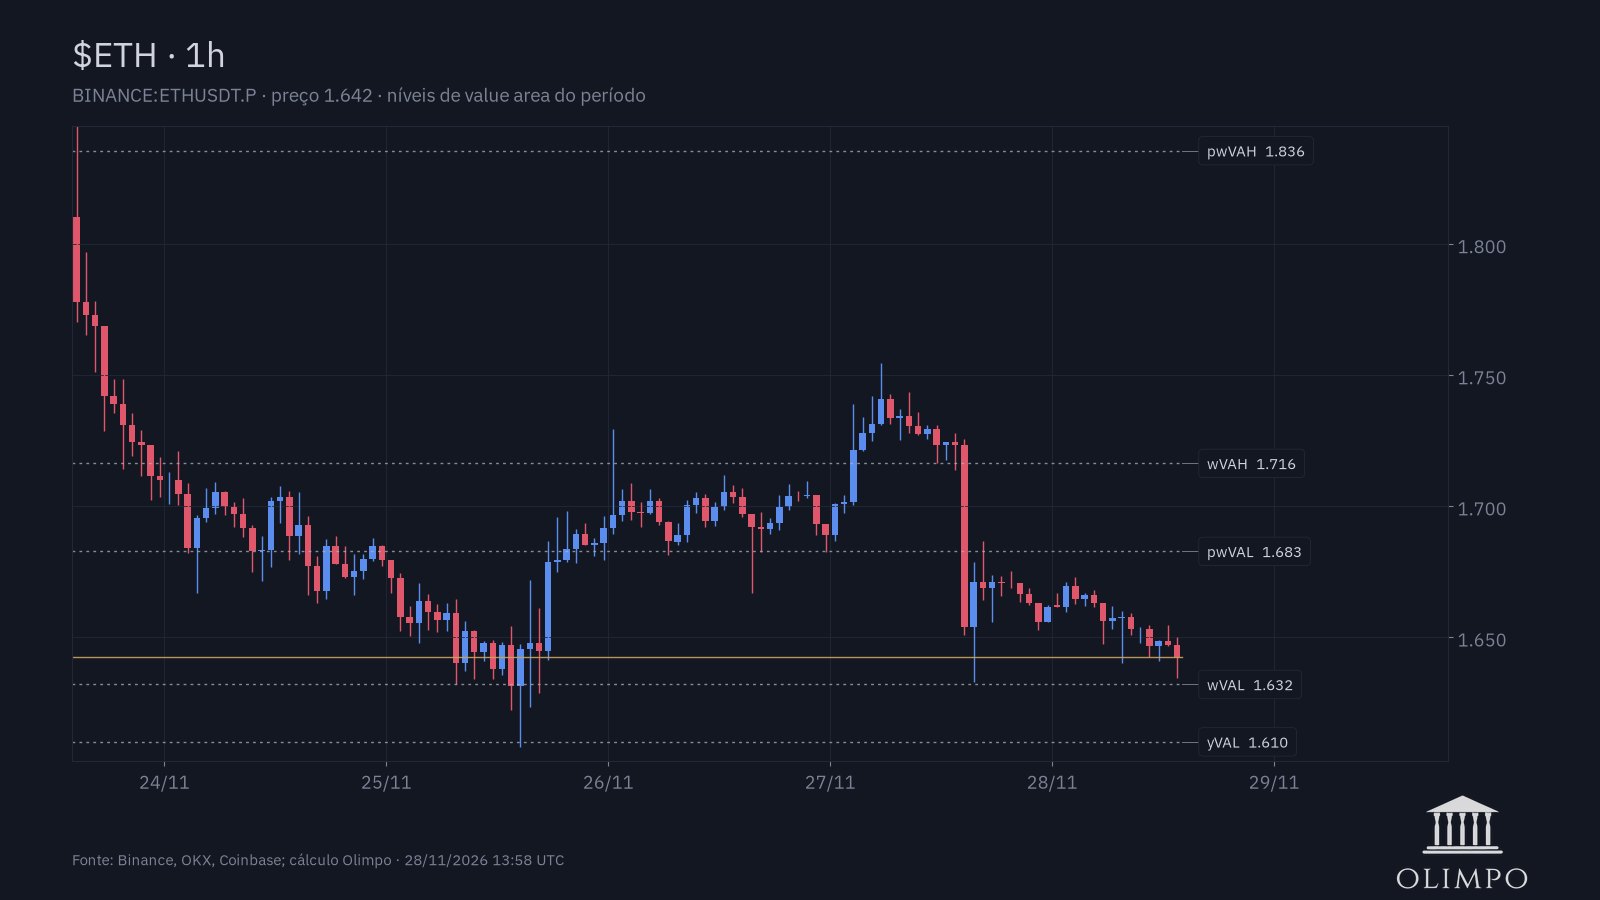 $ETH · 1h
BINANCE:ETHUSDT.P · preço 1.642 · níveis de value area do período
pwVAH 1.836
1.800
1.750
wVAH 1.716
1.700
pwVAL 1.683
1.650
wVAL 1.632
yVAL 1.610
24/11 25/11 26/11 27/11 28/11 29/11
Fonte: Binance, OKX, Coinbase; cálculo Olimpo · 28/11/2026 13:58 UTC
OLIMPO